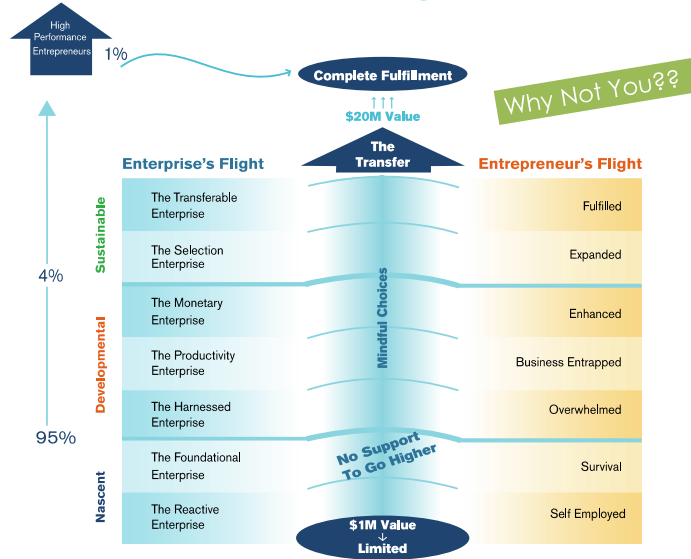 High
Performance
Entrepreneurs
1%
Complete Fulfillment
Why Not You??
$20M Value
The
Transfer
Enterprise's Flight
Entrepreneur's Flight
Sustainable
The Transferable
Enterprise
Fulfilled
The Selection
Enterprise
Expanded
4%
Mindful Choices
Developmental
The Monetary
Enterprise
Enhanced
The Productivity
Enterprise
Business Entrapped
The Harnessed
Enterprise
Overwhelmed
95%
No Support
To Go Higher
Nascent
The Foundational
Enterprise
Survival
The Reactive
Enterprise
Self Employed
$1M Value
↓
Limited